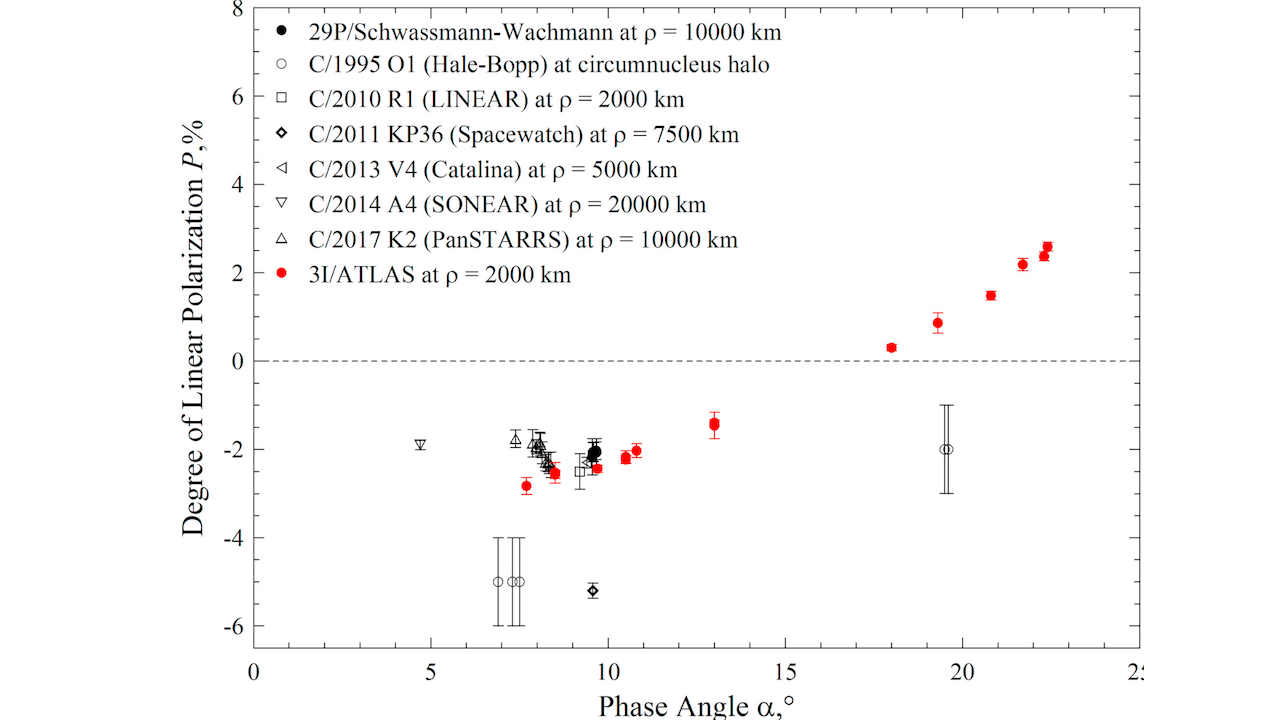 8
6
4
2
0
-2
-4
-6
Degree of Linear Polarization P,%
29P/Schwassmann-Wachmann at ρ = 10000 km
C/1995 O1 (Hale-Bopp) at circumnucleus halo
C/2010 R1 (LINEAR) at ρ = 2000 km
C/2011 KP36 (Spacewatch) at ρ = 7500 km
C/2013 V4 (Catalina) at ρ = 5000 km
C/2014 A4 (SONEAR) at ρ = 20000 km
C/2017 K2 (PanSTARRS) at ρ = 10000 km
3I/ATLAS at ρ = 2000 km
0 5 10 15 20
Phase Angle α,°